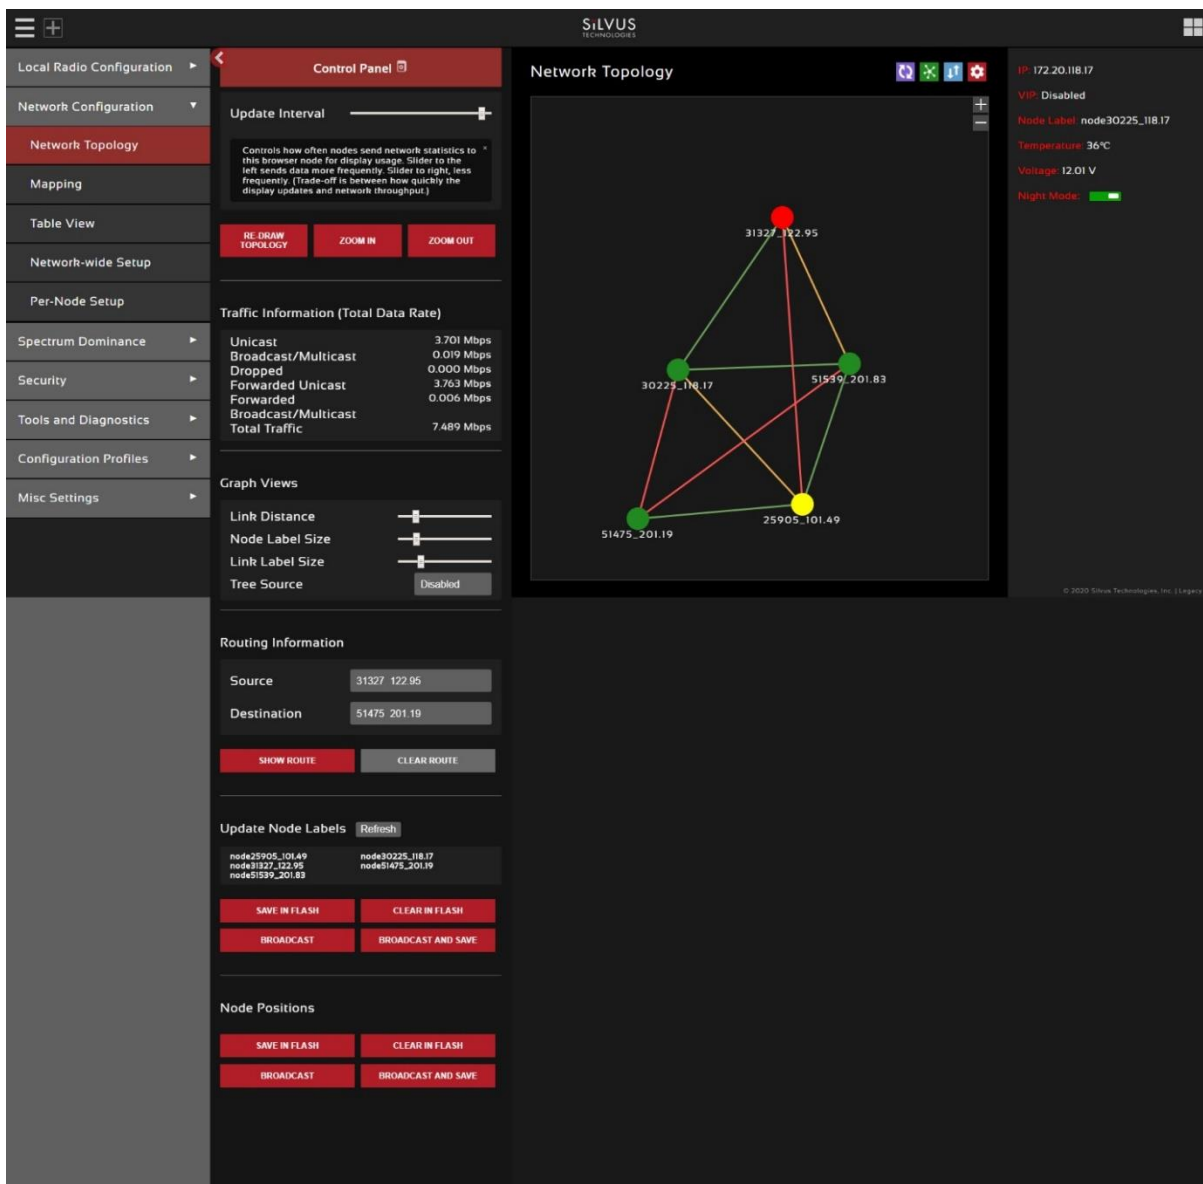 SiLVUS
TECHNOLOGIES
Local Radio Configuration
Network Configuration
Network Topology
Mapping
Table View
Network-wide Setup
Per-Node Setup
Spectrum Dominance
Security
Tools and Diagnostics
Configuration Profiles
Misc Settings
Control Panel
Update Interval
Controls how often nodes send network statistics to
this browser node for display usage. Slider to the
left sends data more frequently. Slider to right, less
frequently. (Trade-off is between how quickly the
display updates and network throughput.)
RE-DRAW
TOPOLOGY
ZOOM IN
ZOOM OUT
Traffic Information (Total Data Rate)
Unicast 3.701 Mbps
Broadcast/Multicast 0.019 Mbps
Dropped 0.000 Mbps
Forwarded Unicast 3.763 Mbps
Forwarded 0.006 Mbps
Broadcast/Multicast
Total Traffic 7.489 Mbps
Graph Views
Link Distance
Node Label Size
Link Label Size
Tree Source Disabled
Routing Information
Source 31327 122.95
Destination 51475 201.19
SHOW ROUTE
CLEAR ROUTE
Update Node Labels Refresh
node25905_101.49 node30225_118.17
node31327_122.95 node51475_201.19
node51539_201.83
SAVE IN FLASH
CLEAR IN FLASH
BROADCAST
BROADCAST AND SAVE
Node Positions
SAVE IN FLASH
CLEAR IN FLASH
BROADCAST
BROADCAST AND SAVE
Network Topology
+
−
31327_122.95
30225_118.17
51539_201.83
51475_201.19
25905_101.49
IP: 172.20.118.17
VIP: Disabled
Node Label: node30225_118.17
Temperature: 36°C
Voltage: 12.01 V
Night Mode:
© 2020 Silvus Technologies, Inc. | Legacy